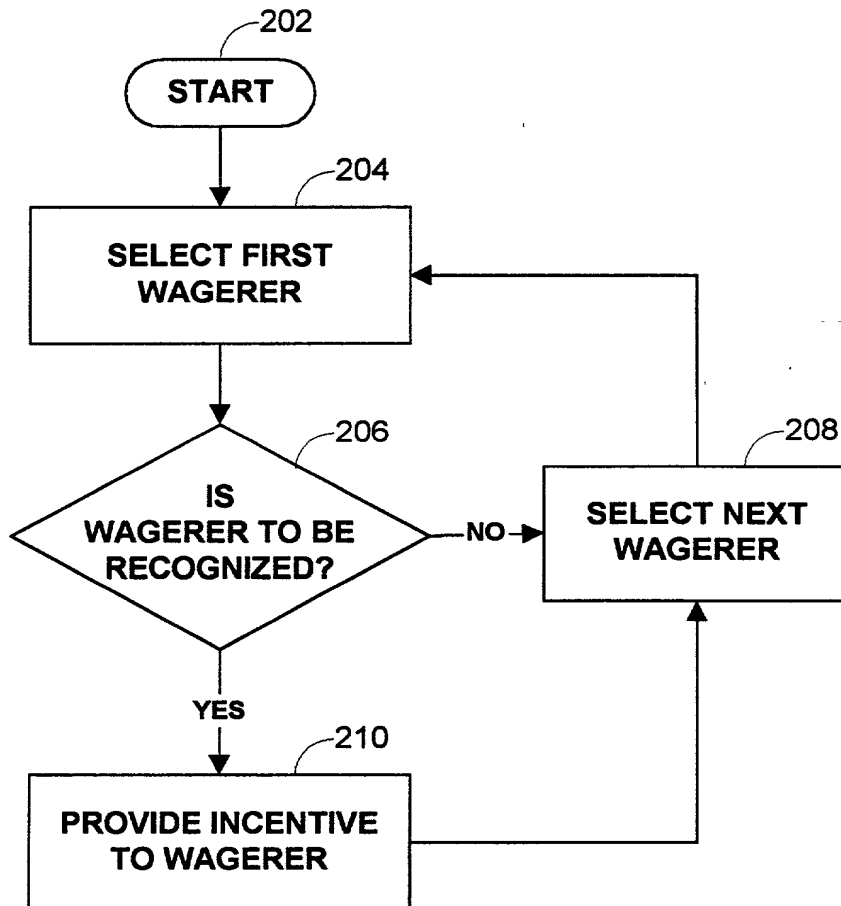 202
START
204
SELECT FIRST
WAGERER
206
IS
WAGERER TO BE
RECOGNIZED?
NO
208
SELECT NEXT
WAGERER
YES
210
PROVIDE INCENTIVE
TO WAGERER